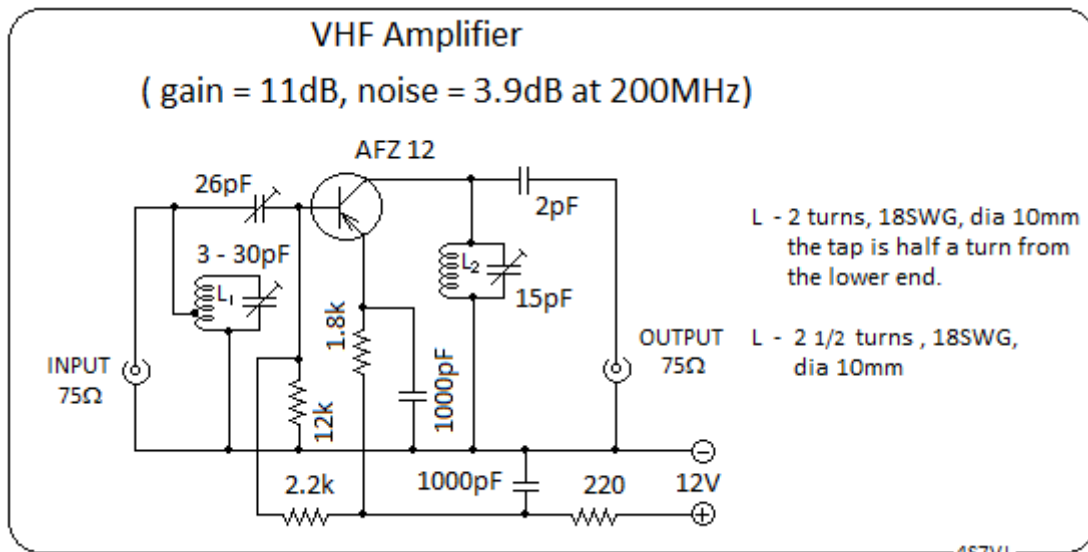 VHF Amplifier
( gain = 11dB, noise = 3.9dB at 200MHz)
AFZ 12
26pF
2pF
3 - 30pF
L1
L2
15pF
1.8k
1000pF
12k
INPUT
75Ω
OUTPUT
75Ω
L - 2 turns, 18SWG, dia 10mm
the tap is half a turn from
the lower end.
L - 2 1/2 turns , 18SWG,
dia 10mm
2.2k
1000pF
220
12V